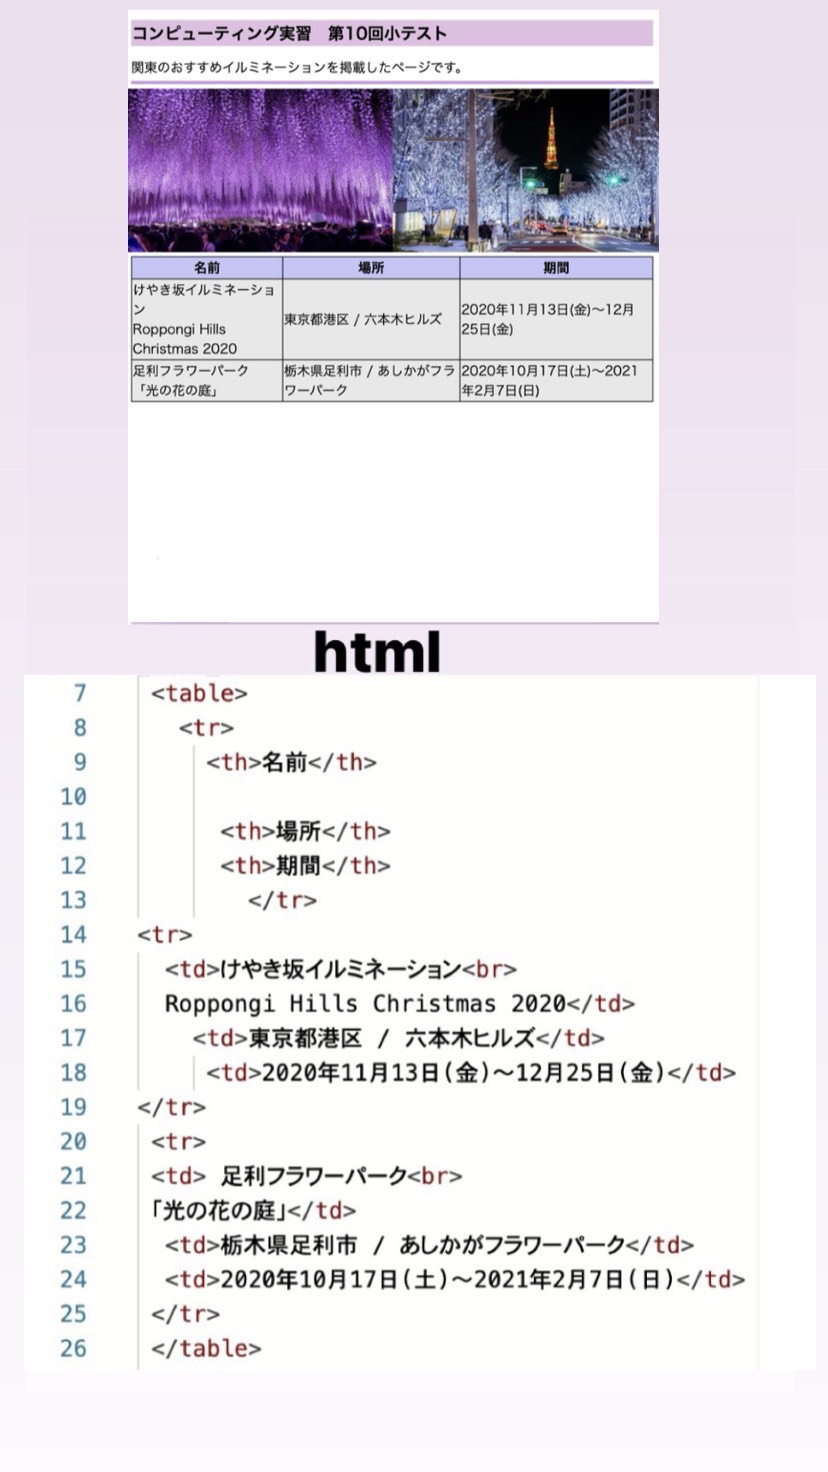 コンピューティング実習　第10回小テスト
関東のおすすめイルミネーションを掲載したページです。
名前 場所 期間
けやき坂イルミネーショ
ン
Roppongi Hills
Christmas 2020
東京都港区 / 六本木ヒルズ
2020年11月13日(金)〜12月
25日(金)
足利フラワーパーク
「光の花の庭」
栃木県足利市 / あしかがフラ
ワーパーク
2020年10月17日(土)〜2021
年2月7日(日)
html
7 <table>
8 <tr>
9 <th>名前</th>
10
11 <th>場所</th>
12 <th>期間</th>
13 </tr>
14 <tr>
15 <td>けやき坂イルミネーション<br>
16 Roppongi Hills Christmas 2020</td>
17 <td>東京都港区 / 六本木ヒルズ</td>
18 <td>2020年11月13日(金)〜12月25日(金)</td>
19 </tr>
20 <tr>
21 <td> 足利フラワーパーク<br>
22 「光の花の庭」</td>
23 <td>栃木県足利市 / あしかがフラワーパーク</td>
24 <td>2020年10月17日(土)〜2021年2月7日(日)</td>
25 </tr>
26 </table>